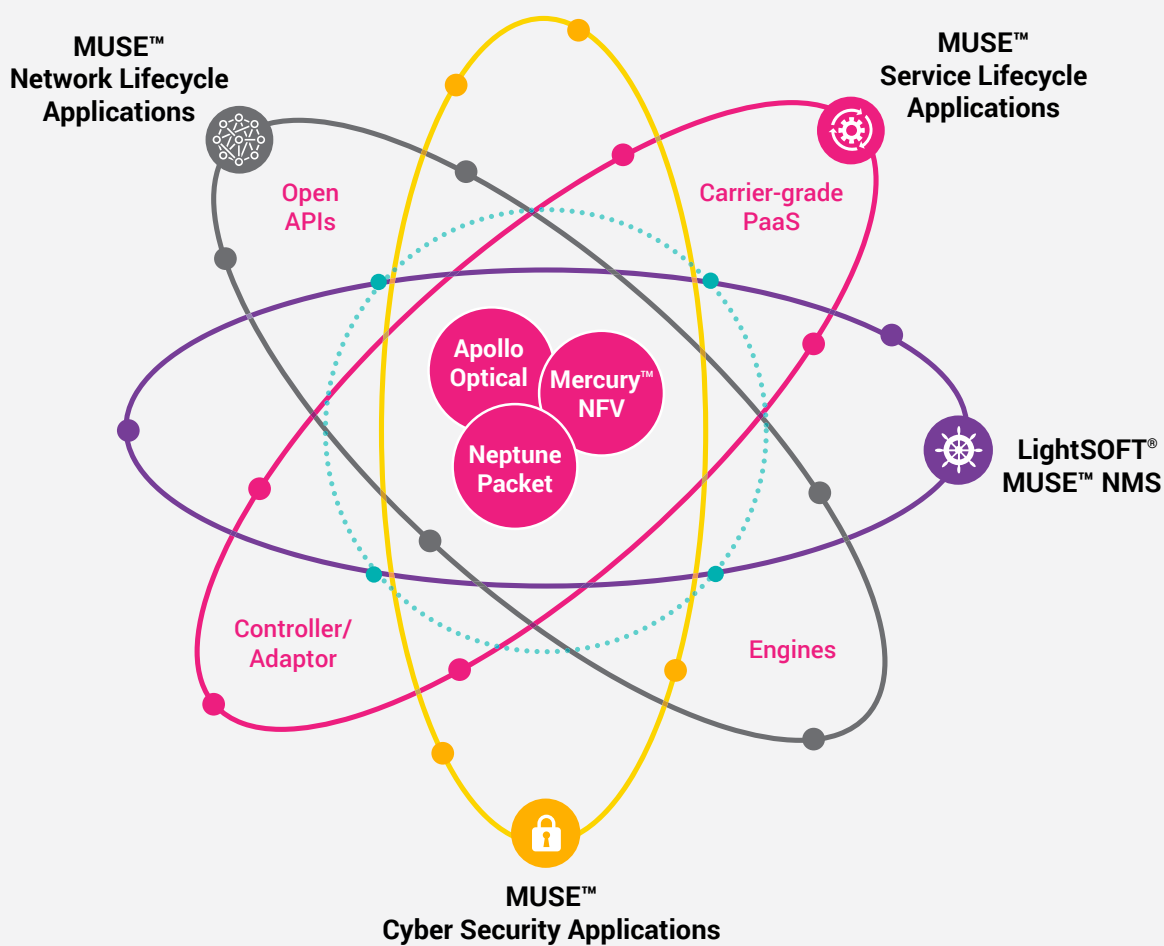 MUSE™
Network Lifecycle
Applications
MUSE™
Service Lifecycle
Applications
Open
APIs
Carrier-grade
PaaS
Apollo
Optical
Mercury™
NFV
Neptune
Packet
LightSOFT®
MUSE™ NMS
Controller/
Adaptor
Engines
MUSE™
Cyber Security Applications